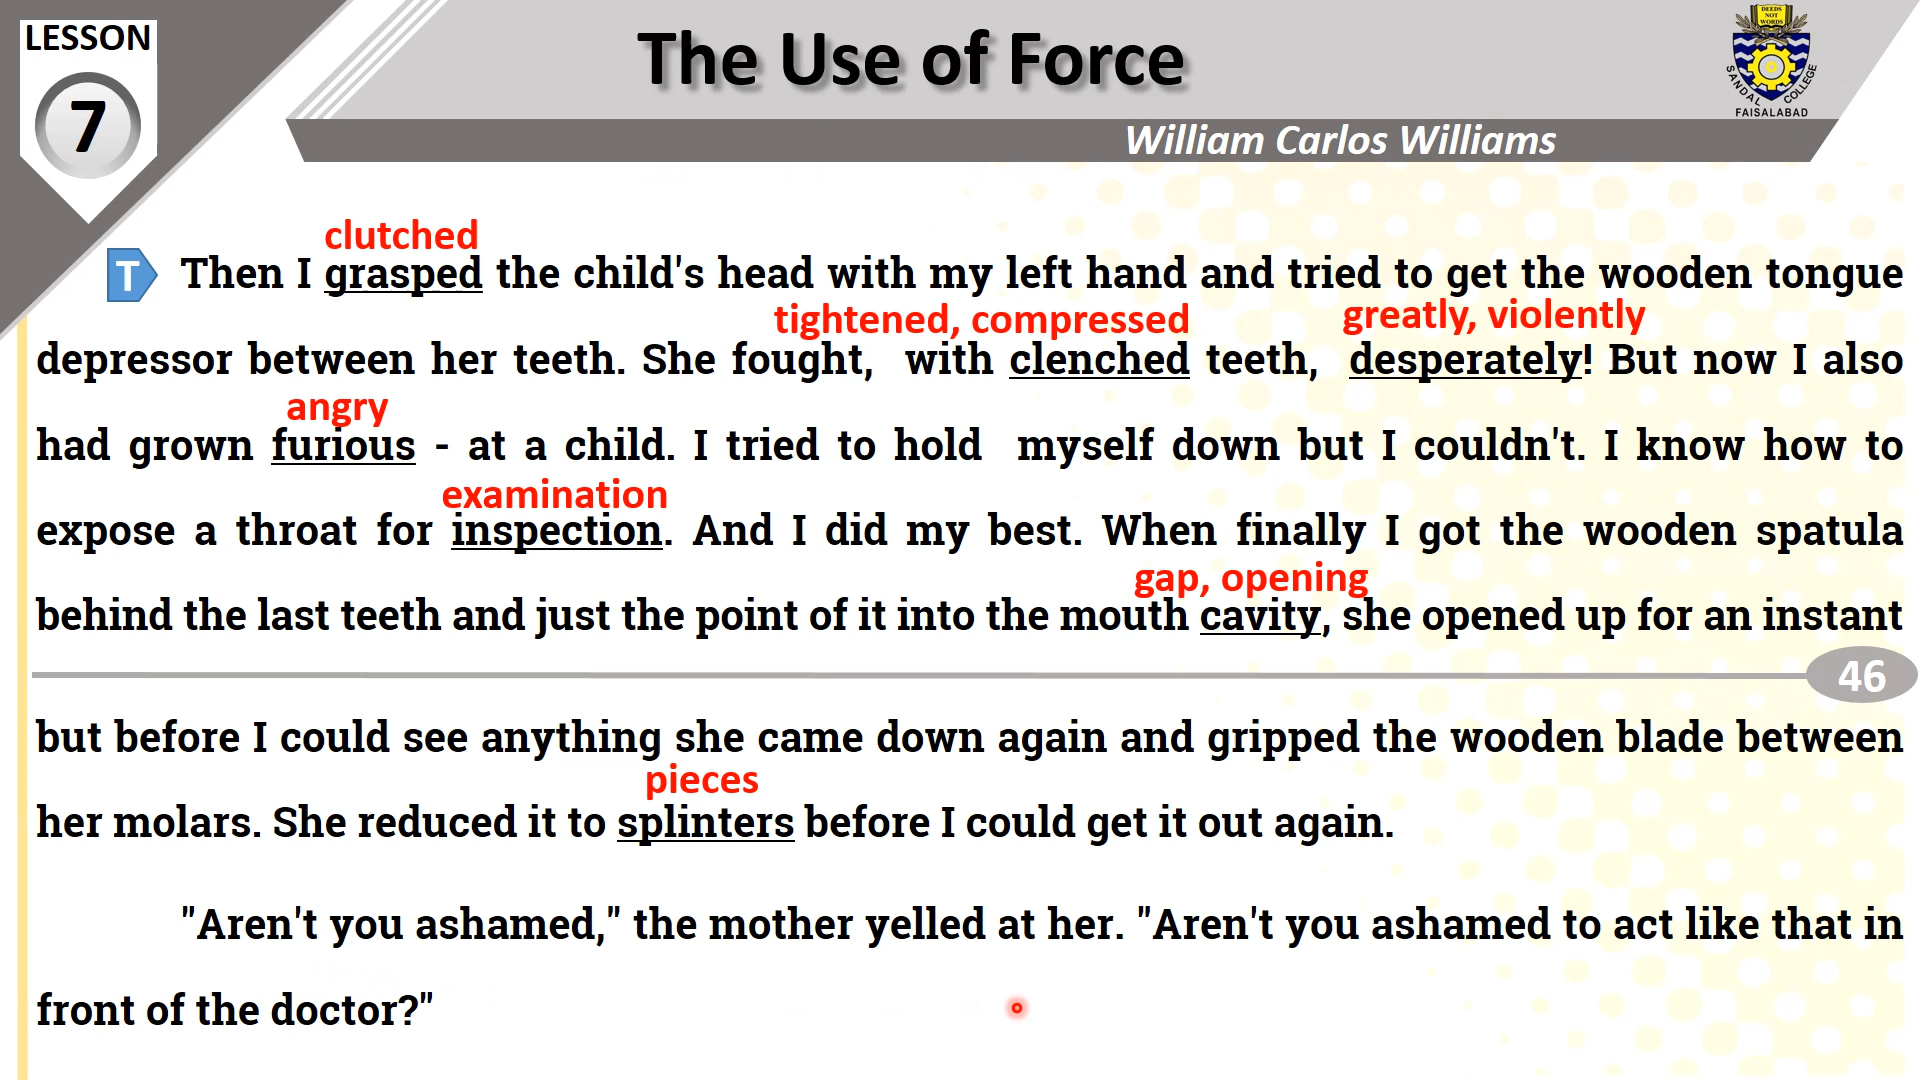 LESSON
7
The Use of Force
DEEDS
NOT
WORDS
SANDAL COLLEGE
FAISALABAD
William Carlos Williams
clutched
T Then I grasped the child's head with my left hand and tried to get the wooden tongue
tightened, compressed greatly, violently
depressor between her teeth. She fought, with clenched teeth, desperately! But now I also
angry
had grown furious - at a child. I tried to hold myself down but I couldn't. I know how to
examination
expose a throat for inspection. And I did my best. When finally I got the wooden spatula
gap, opening
behind the last teeth and just the point of it into the mouth cavity, she opened up for an instant
46
but before I could see anything she came down again and gripped the wooden blade between
pieces
her molars. She reduced it to splinters before I could get it out again.
"Aren't you ashamed," the mother yelled at her. "Aren't you ashamed to act like that in
front of the doctor?"